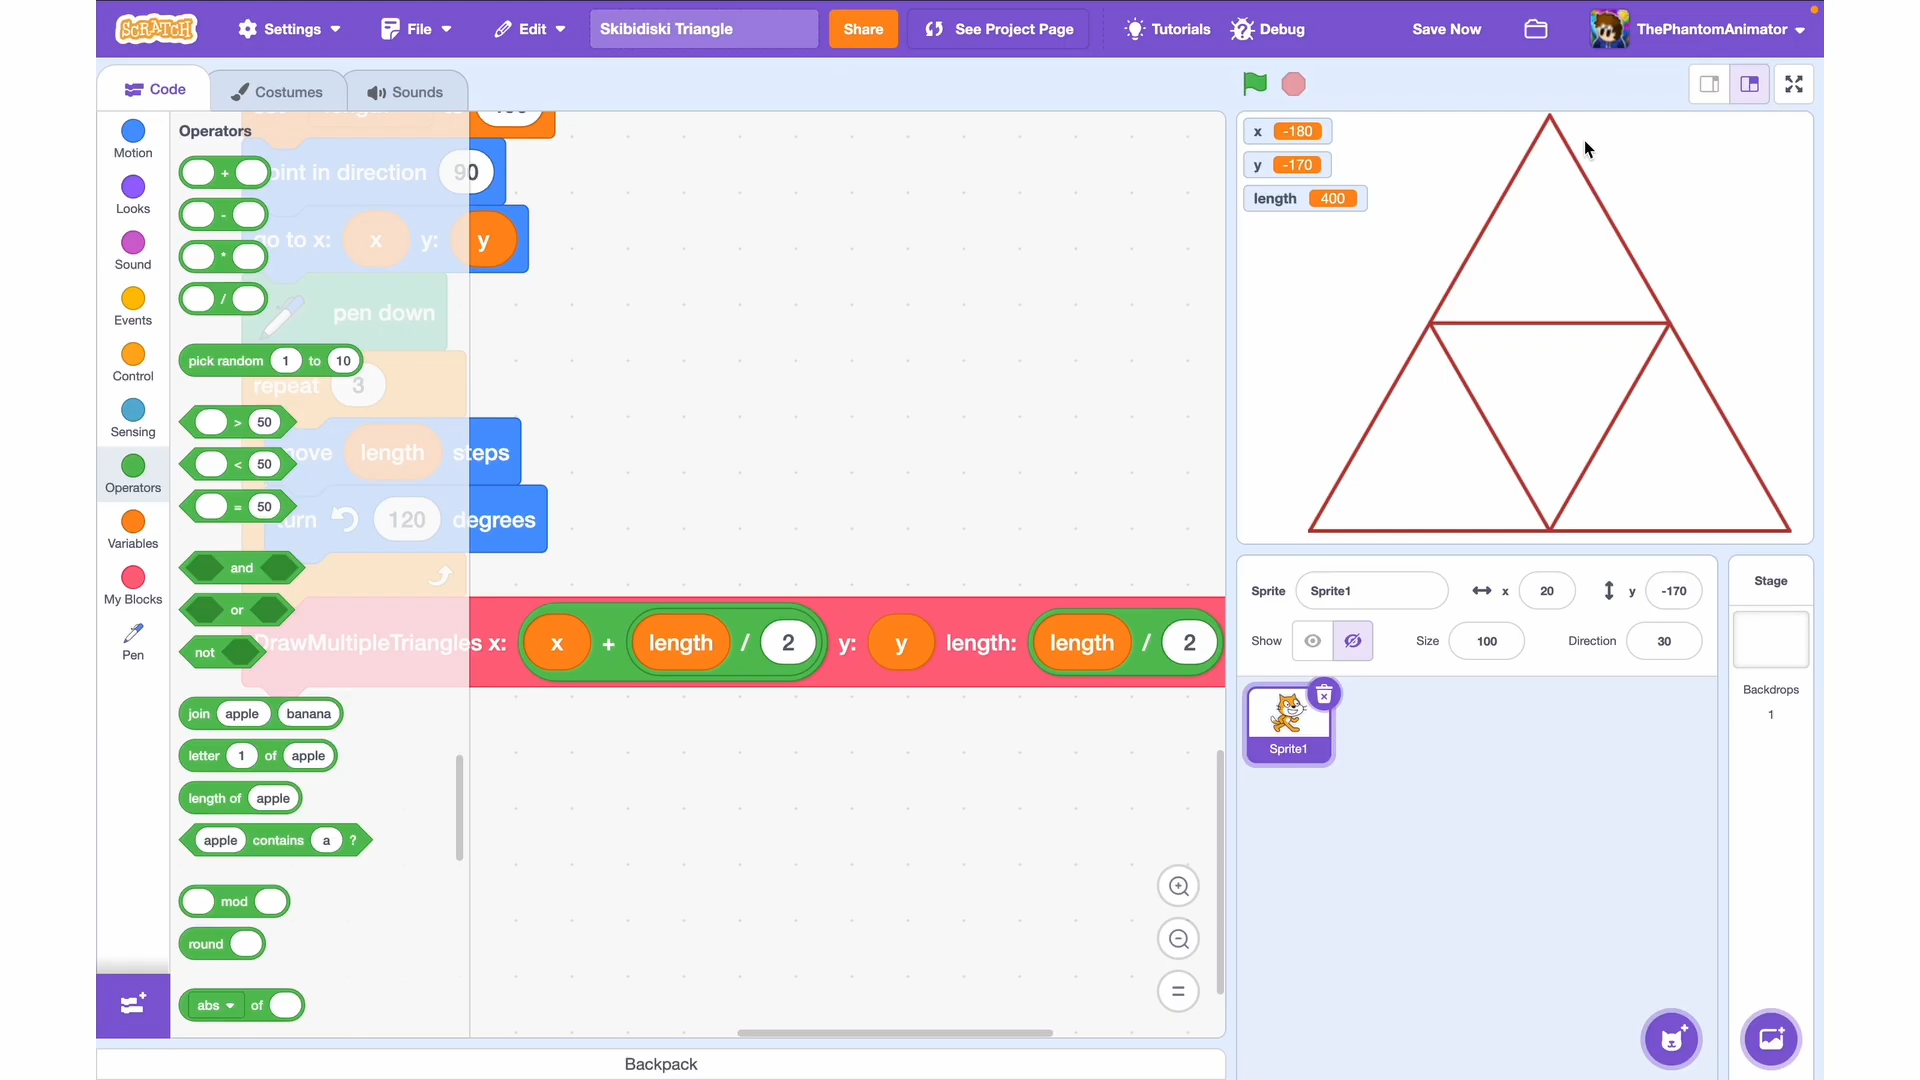 SCRATCH
Settings
File
Edit
Skibidiski Triangle
Share
See Project Page
Tutorials
Debug
Save Now
ThePhantomAnimator
Code
Costumes
Sounds
Motion
Looks
Sound
Events
Control
Sensing
Operators
Variables
My Blocks
Pen
Operators
+
-
*
/
pick random 1 to 10
> 50
< 50
= 50
and
or
not
join apple banana
letter 1 of apple
length of apple
apple contains a ?
mod
round
abs of
point in direction 90
go to x: x y: y
pen down
repeat 3
move length steps
turn 120 degrees
DrawMultipleTriangles x: x + length / 2 y: y length: length / 2
x -180
y -170
length 400
Sprite Sprite1 x 20 y -170
Show Size 100 Direction 30
Sprite1
Stage
Backdrops
1
Backpack